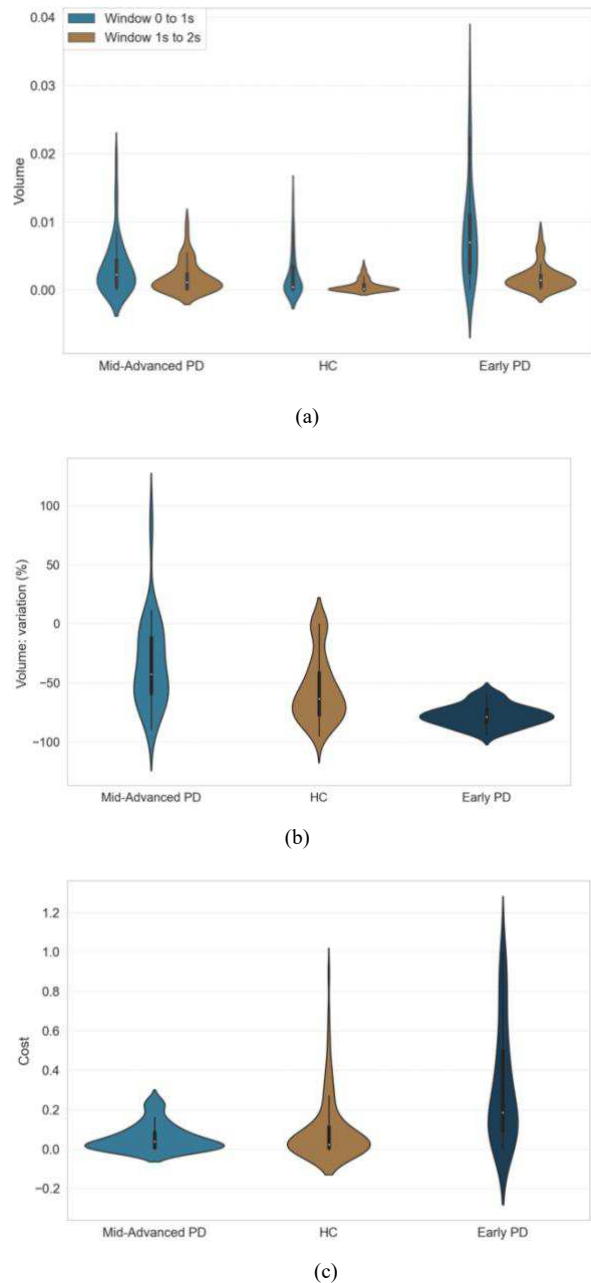 Window 0 to 1s
Window 1s to 2s
0.04
0.03
0.02
0.01
0.00
Volume
Mid-Advanced PD HC Early PD
(a)
100
50
0
−50
−100
Volume: variation (%)
Mid-Advanced PD HC Early PD
(b)
1.2
1.0
0.8
0.6
0.4
0.2
0.0
−0.2
Cost
Mid-Advanced PD HC Early PD
(c)